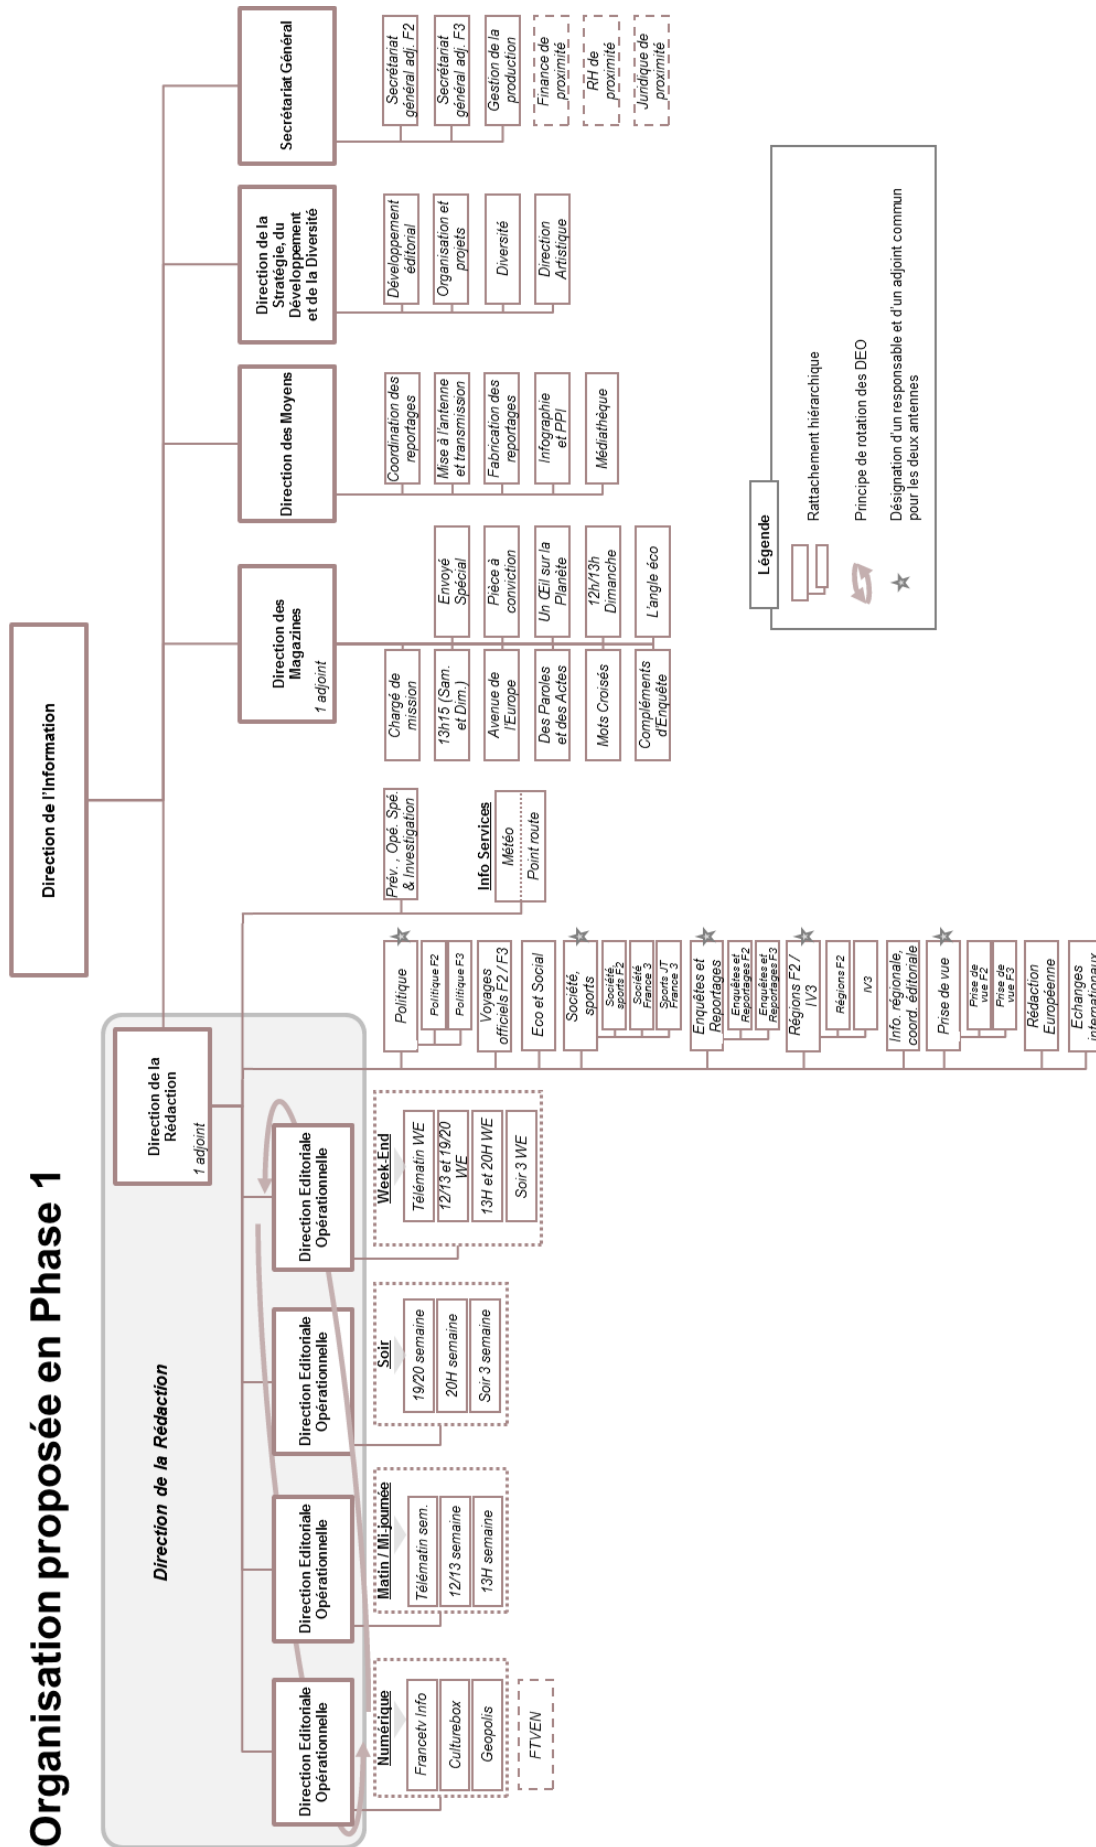 Organisation proposée en Phase 1
Direction de l'Information
Direction de la Rédaction
Direction de la
Rédaction
1 adjoint
Direction Editoriale
Opérationnelle
Direction Editoriale
Opérationnelle
Direction Editoriale
Opérationnelle
Direction Editoriale
Opérationnelle
Numérique
Francetv Info
Culturebox
Geopolis
FTVEN
Matin / Mi-journée
Télématin sem.
12/13 semaine
13H semaine
Soir
19/20 semaine
20H semaine
Soir 3 semaine
Week-End
Télématin WE
12/13 et 19/20
WE
13H et 20H WE
Soir 3 WE
Politique
Politique F2
Politique F3
Voyages
officiels F2 / F3
Eco et Social
Société,
sports
Société,
sports F2
Société
France 3
Sports JT
France 3
Enquêtes et
Reportages
Enquêtes et
Reportages F2
Enquêtes et
Reportages F3
Régions F2 /
IV3
Régions F2
IV3
Info. régionale,
coord. éditoriale
Prise de vue
Prise de
vue F2
Prise de
vue F3
Rédaction
Européenne
Echanges
internationaux
Prév. , Opé. Spé.
& Investigation
Info Services
Météo
Point route
Direction des
Magazines
1 adjoint
Chargé de
mission
13h15 (Sam.
et Dim.)
Avenue de
l'Europe
Des Paroles
et des Actes
Mots Croisés
Compléments
d'Enquête
Envoyé
Spécial
Pièce à
conviction
Un Œil sur la
Planète
12h/13h
Dimanche
L'angle éco
Direction des Moyens
Coordination des
reportages
Mise à l'antenne
et transmission
Fabrication des
reportages
Infographie
et PPI
Médiathèque
Direction de la
Stratégie, du
Développement
et de la Diversité
Développement
éditorial
Organisation et
projets
Diversité
Direction
Artistique
Secrétariat Général
Secrétariat
général adj. F2
Secrétariat
général adj. F3
Gestion de la
production
Finance de
proximité
RH de
proximité
Juridique de
proximité
Légende
Rattachement hiérarchique
Principe de rotation des DEO
Désignation d'un responsable et d'un adjoint commun
pour les deux antennes